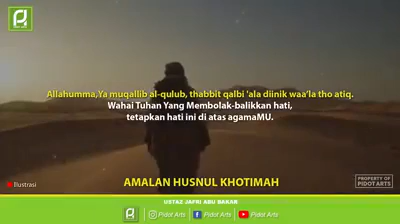 Allahumma,Ya muqallib al-qulub, thabbit qalbi 'ala diinik waa'la tho atiq.
Wahai Tuhan Yang Membolak-balikkan hati,
tetapkan hati ini di atas agamaMU.
Ilustrasi
PROPERTY OF
PIDOT ARTS
AMALAN HUSNUL KHOTIMAH
USTAZ JAFRI ABU BAKAR
Pidot Arts Pidot Arts Pidot Arts Pidot Arts